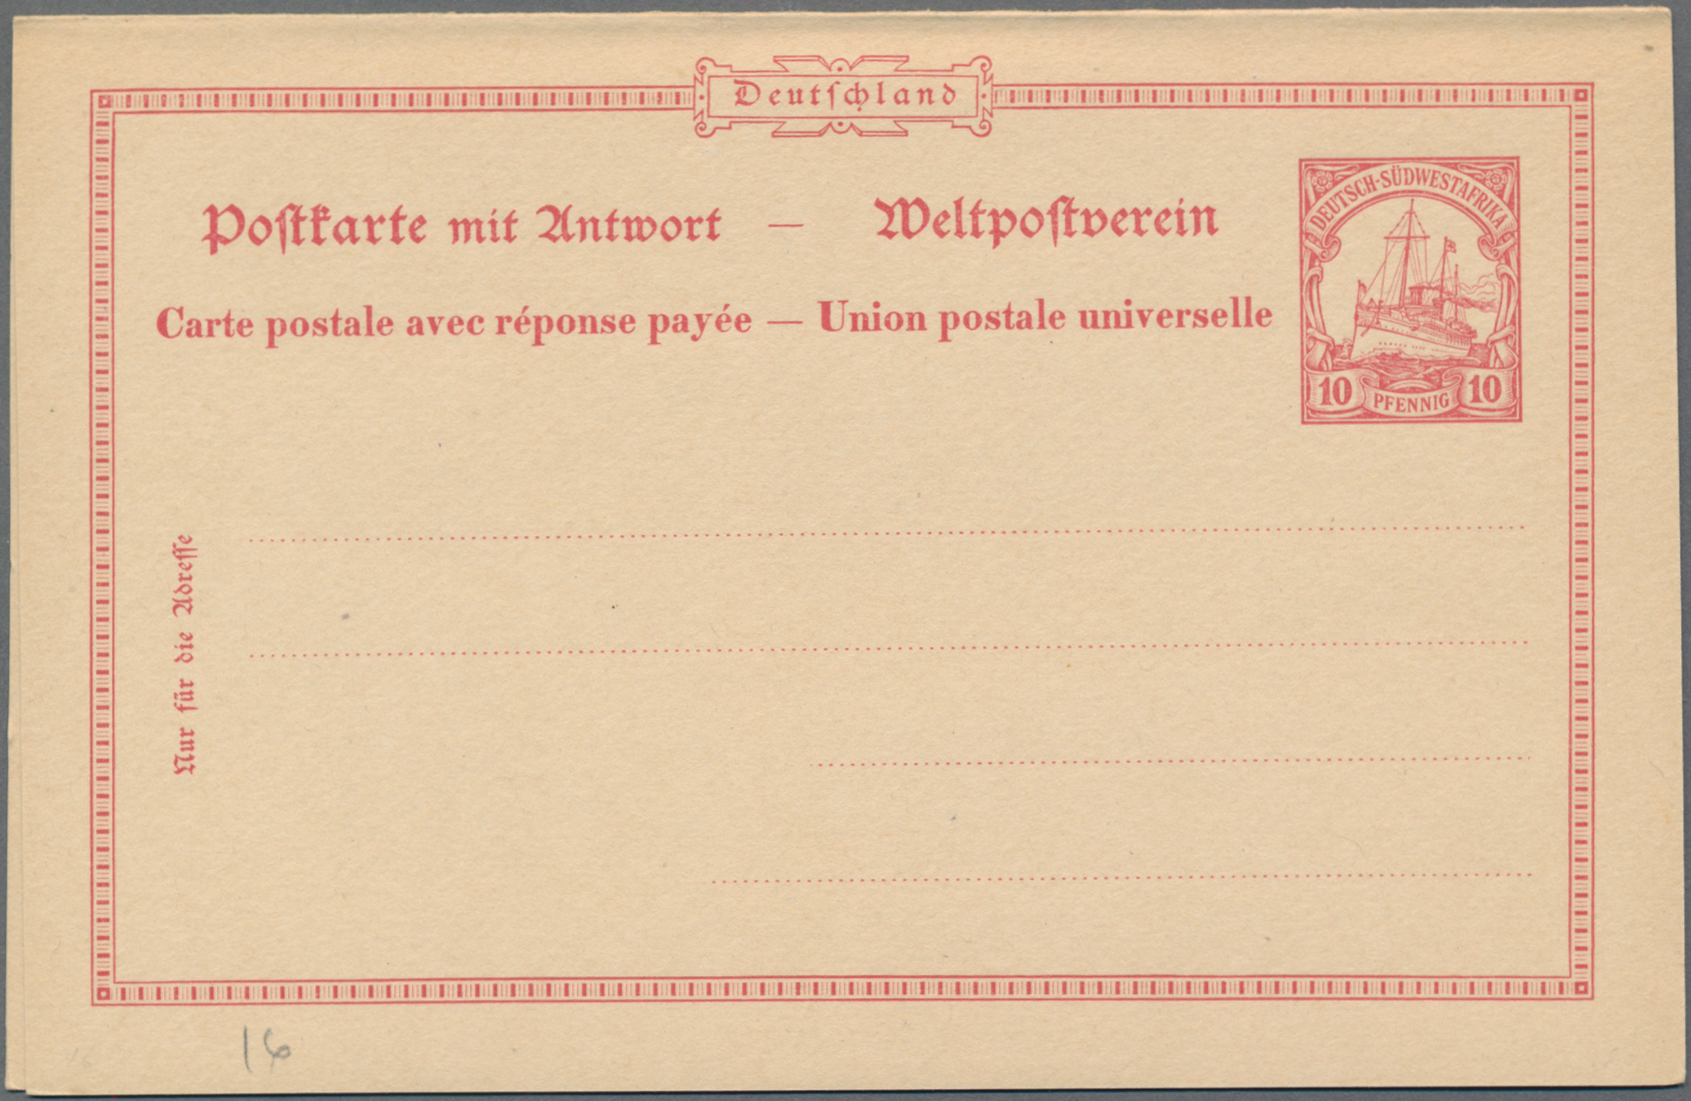 Deutschland
Postkarte mit Antwort — Weltpostverein
Carte postale avec réponse payée — Union postale universelle
DEUTSCH-SÜDWESTAFRIKA
10 PFENNIG 10
Nur für die Adresse
16